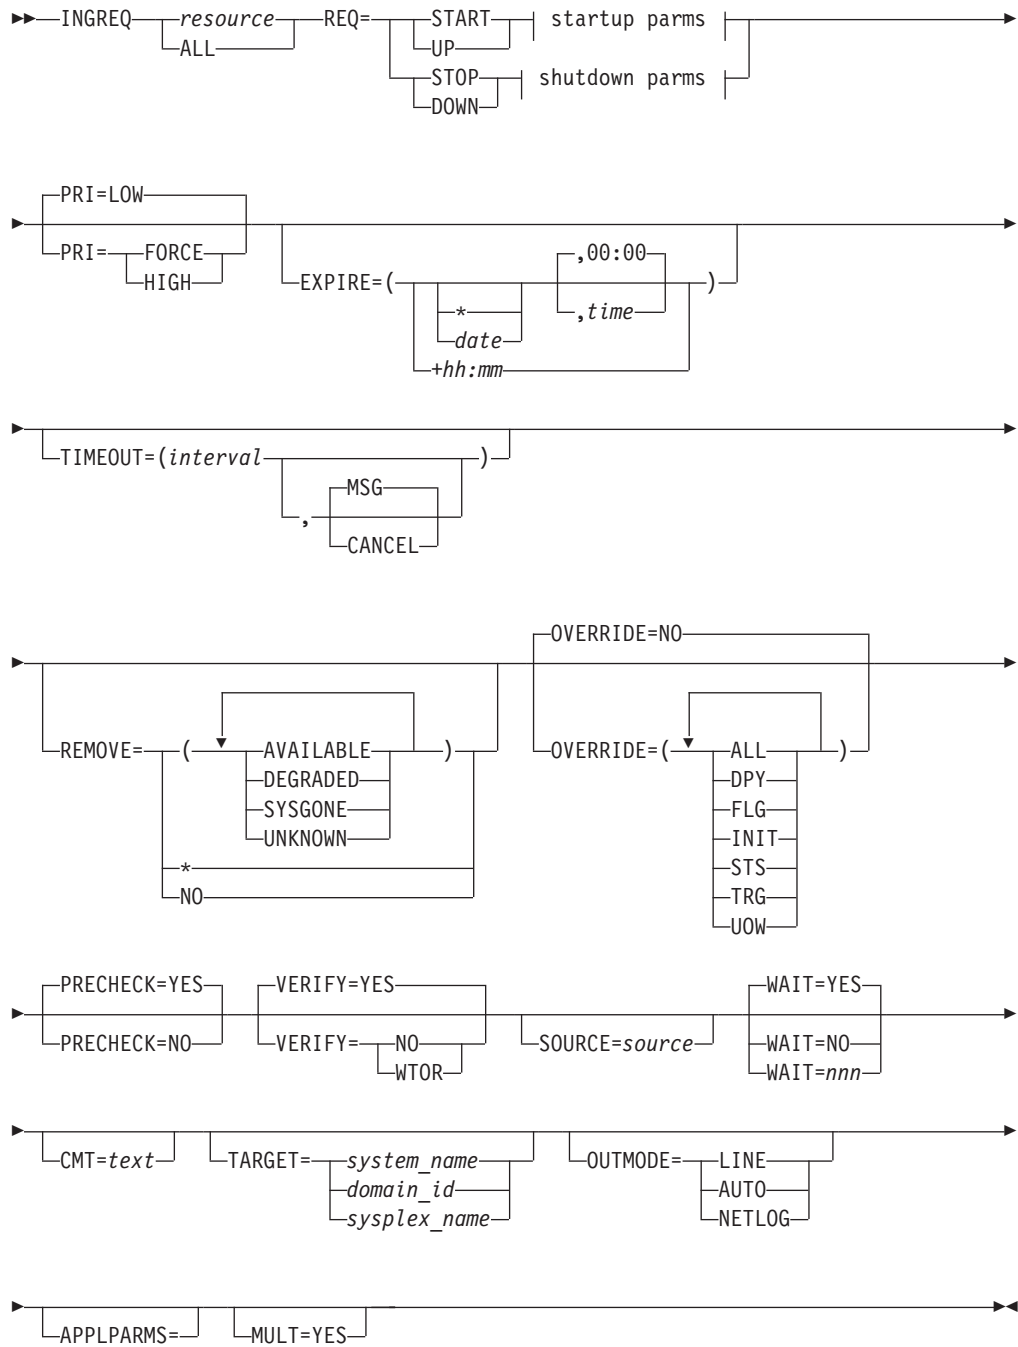 INGREQ resource REQ= START startup parms
ALL UP
STOP shutdown parms
DOWN
PRI=LOW
PRI= FORCE ,00:00
HIGH EXPIRE=( * ,time )
date
+hh:mm
TIMEOUT=(interval )
, MSG
CANCEL
OVERRIDE=NO
REMOVE= ( AVAILABLE ) OVERRIDE=( ALL )
DEGRADED DPY
SYSGONE FLG
UNKNOWN INIT
* STS
NO TRG
UOW
PRECHECK=YES VERIFY=YES WAIT=YES
PRECHECK=NO VERIFY= NO SOURCE=source WAIT=NO
WTOR WAIT=nnn
CMT=text TARGET= system_name OUTMODE= LINE
domain_id AUTO
sysplex_name NETLOG
APPLPARMS= MULT=YES